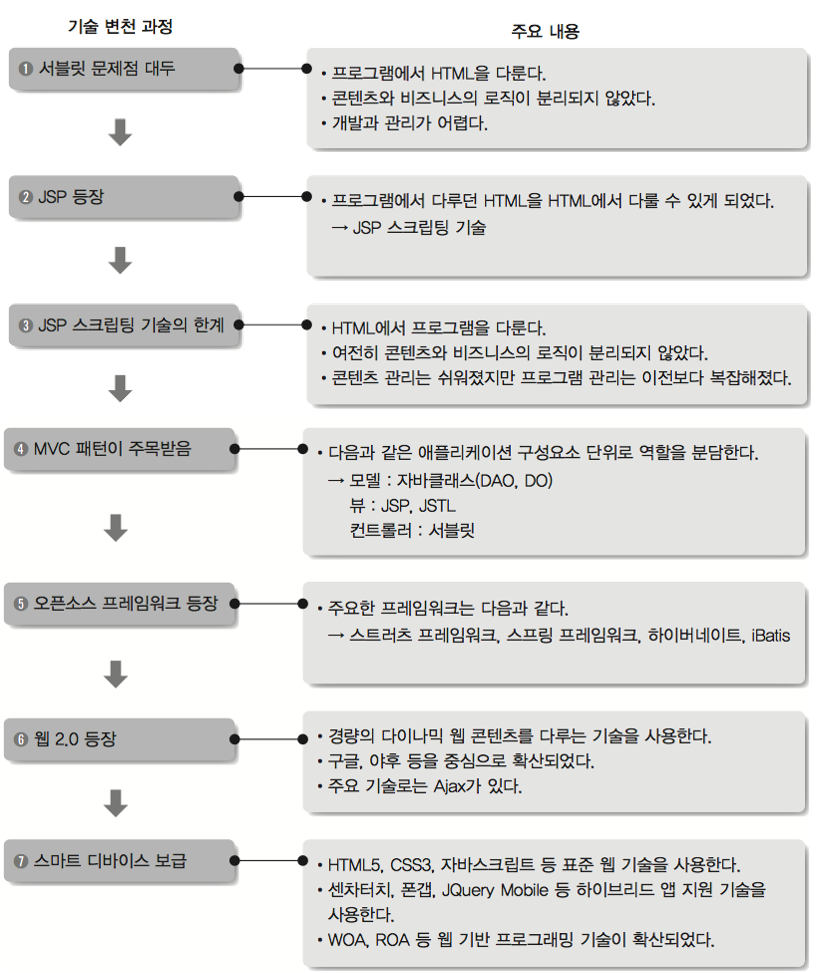 기술 변천 과정
주요 내용
❶ 서블릿 문제점 대두
• 프로그램에서 HTML을 다룬다.
• 콘텐츠와 비즈니스의 로직이 분리되지 않았다.
• 개발과 관리가 어렵다.
❷ JSP 등장
• 프로그램에서 다루던 HTML을 HTML에서 다룰 수 있게 되었다.
→ JSP 스크립팅 기술
❸ JSP 스크립팅 기술의 한계
• HTML에서 프로그램을 다룬다.
• 여전히 콘텐츠와 비즈니스의 로직이 분리되지 않았다.
• 콘텐츠 관리는 쉬워졌지만 프로그램 관리는 이전보다 복잡해졌다.
❹ MVC 패턴이 주목받음
• 다음과 같은 애플리케이션 구성요소 단위로 역할을 분담한다.
→ 모델 : 자바클래스(DAO, DO)
뷰 : JSP, JSTL
컨트롤러 : 서블릿
❺ 오픈소스 프레임워크 등장
• 주요한 프레임워크는 다음과 같다.
→ 스트러츠 프레임워크, 스프링 프레임워크, 하이버네이트, iBatis
❻ 웹 2.0 등장
• 경량의 다이나믹 웹 콘텐츠를 다루는 기술을 사용한다.
• 구글, 야후 등을 중심으로 확산되었다.
• 주요 기술로는 Ajax가 있다.
❼ 스마트 디바이스 보급
• HTML5, CSS3, 자바스크립트 등 표준 웹 기술을 사용한다.
• 센차터치, 폰갭, JQuery Mobile 등 하이브리드 앱 지원 기술을
사용한다.
• WOA, ROA 등 웹 기반 프로그래밍 기술이 확산되었다.